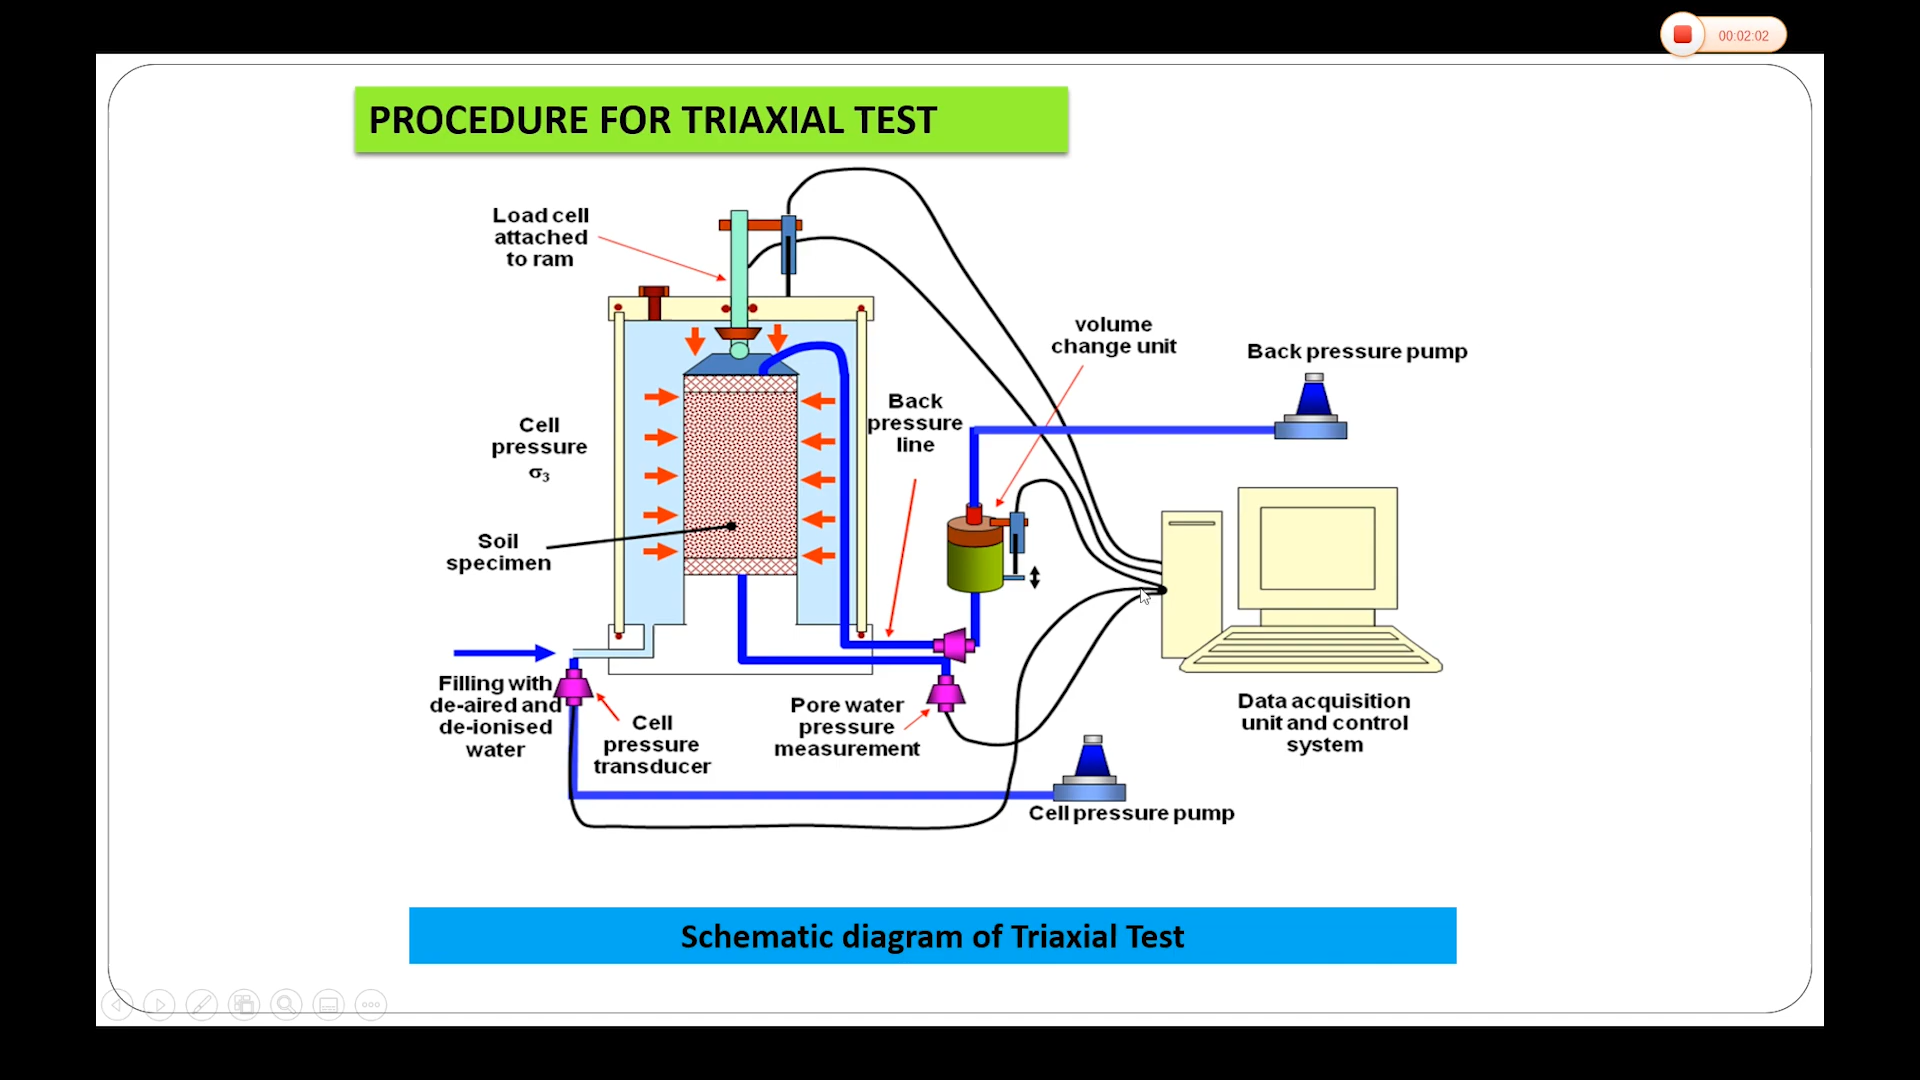 00:02:02
PROCEDURE FOR TRIAXIAL TEST
Load cell
attached
to ram
volume
change unit
Back pressure pump
Back
pressure
line
Cell
pressure
σ3
Soil
specimen
Filling with
de-aired and
de-ionised
water
Cell
pressure
transducer
Pore water
pressure
measurement
Data acquisition
unit and control
system
Cell pressure pump
Schematic diagram of Triaxial Test